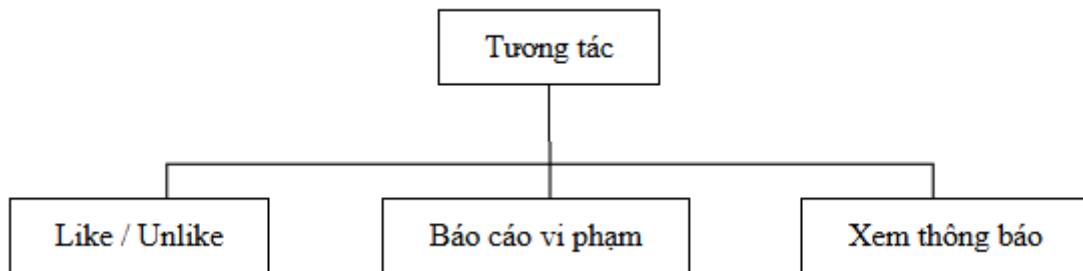 Tương tác
Like / Unlike
Báo cáo vi phạm
Xem thông báo